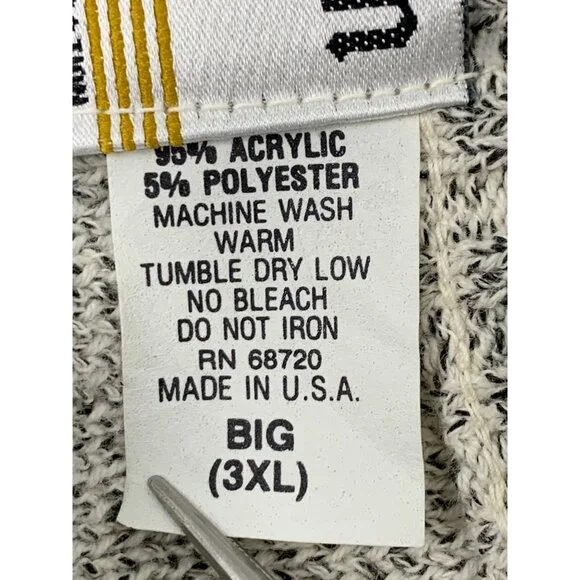 95% ACRYLIC
5% POLYESTER
MACHINE WASH
WARM
TUMBLE DRY LOW
NO BLEACH
DO NOT IRON
RN 68720
MADE IN U.S.A.
BIG
(3XL)